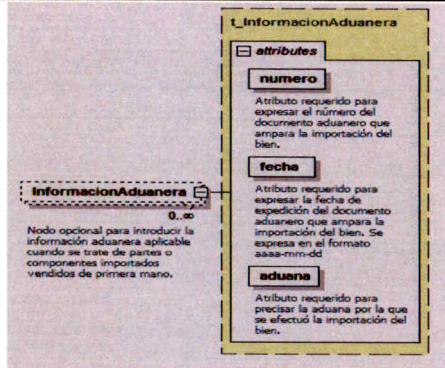 t_InformacionAduanera
attributes
numero
Atributo requerido para
expresar el número del
documento aduanero que
ampara la importación del
bien.
fecha
Atributo requerido para
expresar la fecha de
expedición del documento
aduanero que ampara la
importación del bien. Se
expresa en el formato
aaaa-mm-dd
aduana
Atributo requerido para
precisar la aduana por la que
se efectuó la importación del
bien.
InformacionAduanera
0..∞
Nodo opcional para introducir la
información aduanera aplicable
cuando se trate de partes o
componentes importados
vendidos de primera mano.